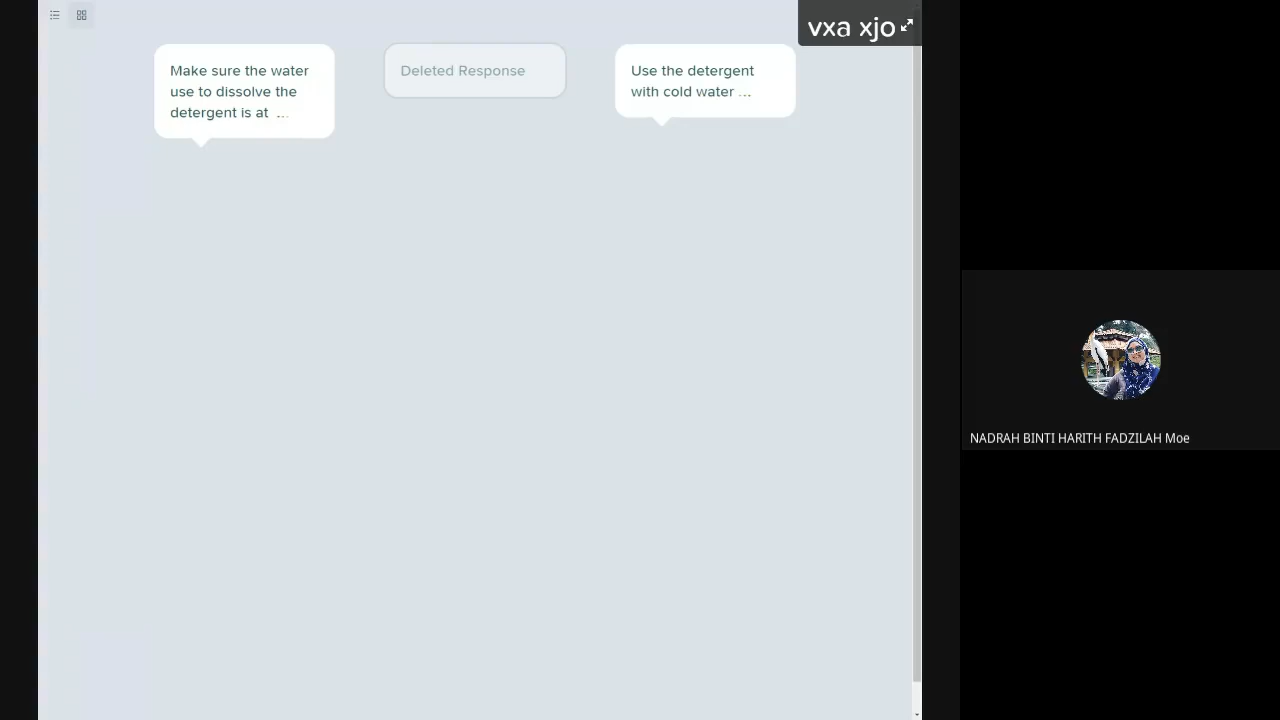 vxa xjo
Make sure the water
use to dissolve the
detergent is at ...
Deleted Response
Use the detergent
with cold water ...
NADRAH BINTI HARITH FADZILAH Moe